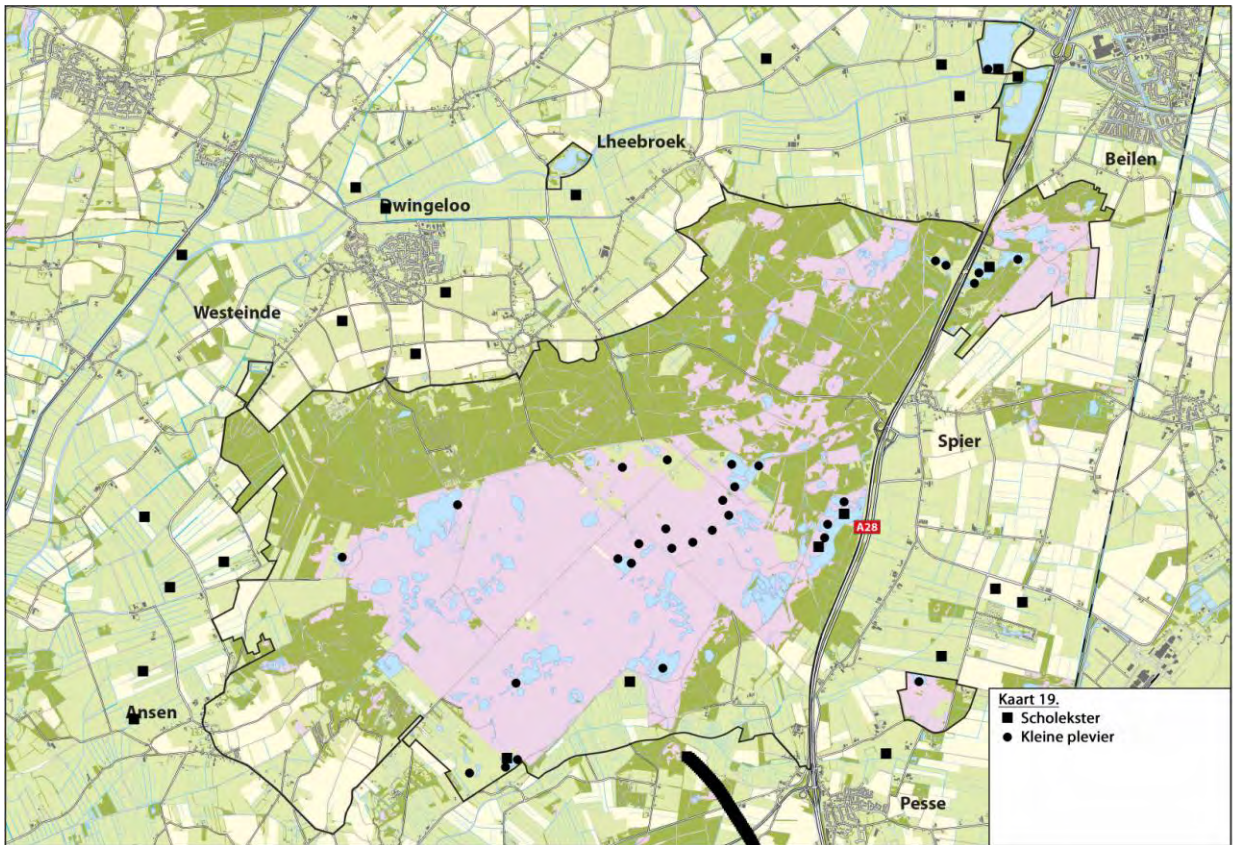 Lheebroek
Beilen
Dwingeloo
Westeinde
Spier
A28
Ansen
Pesse
Kaart 19.
Scholekster
Kleine plevier